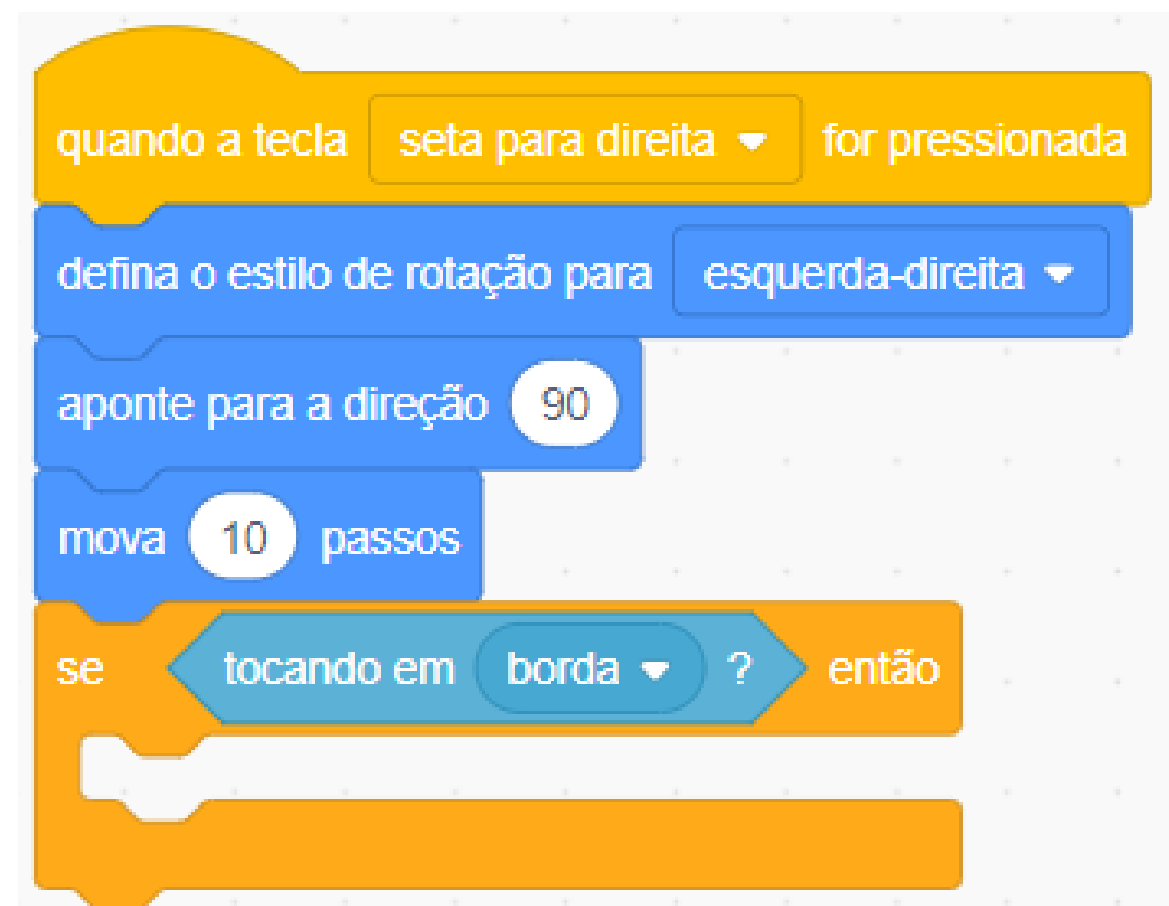 quando a tecla seta para direita for pressionada
defina o estilo de rotação para esquerda-direita
aponte para a direção 90
mova 10 passos
se tocando em borda ? então